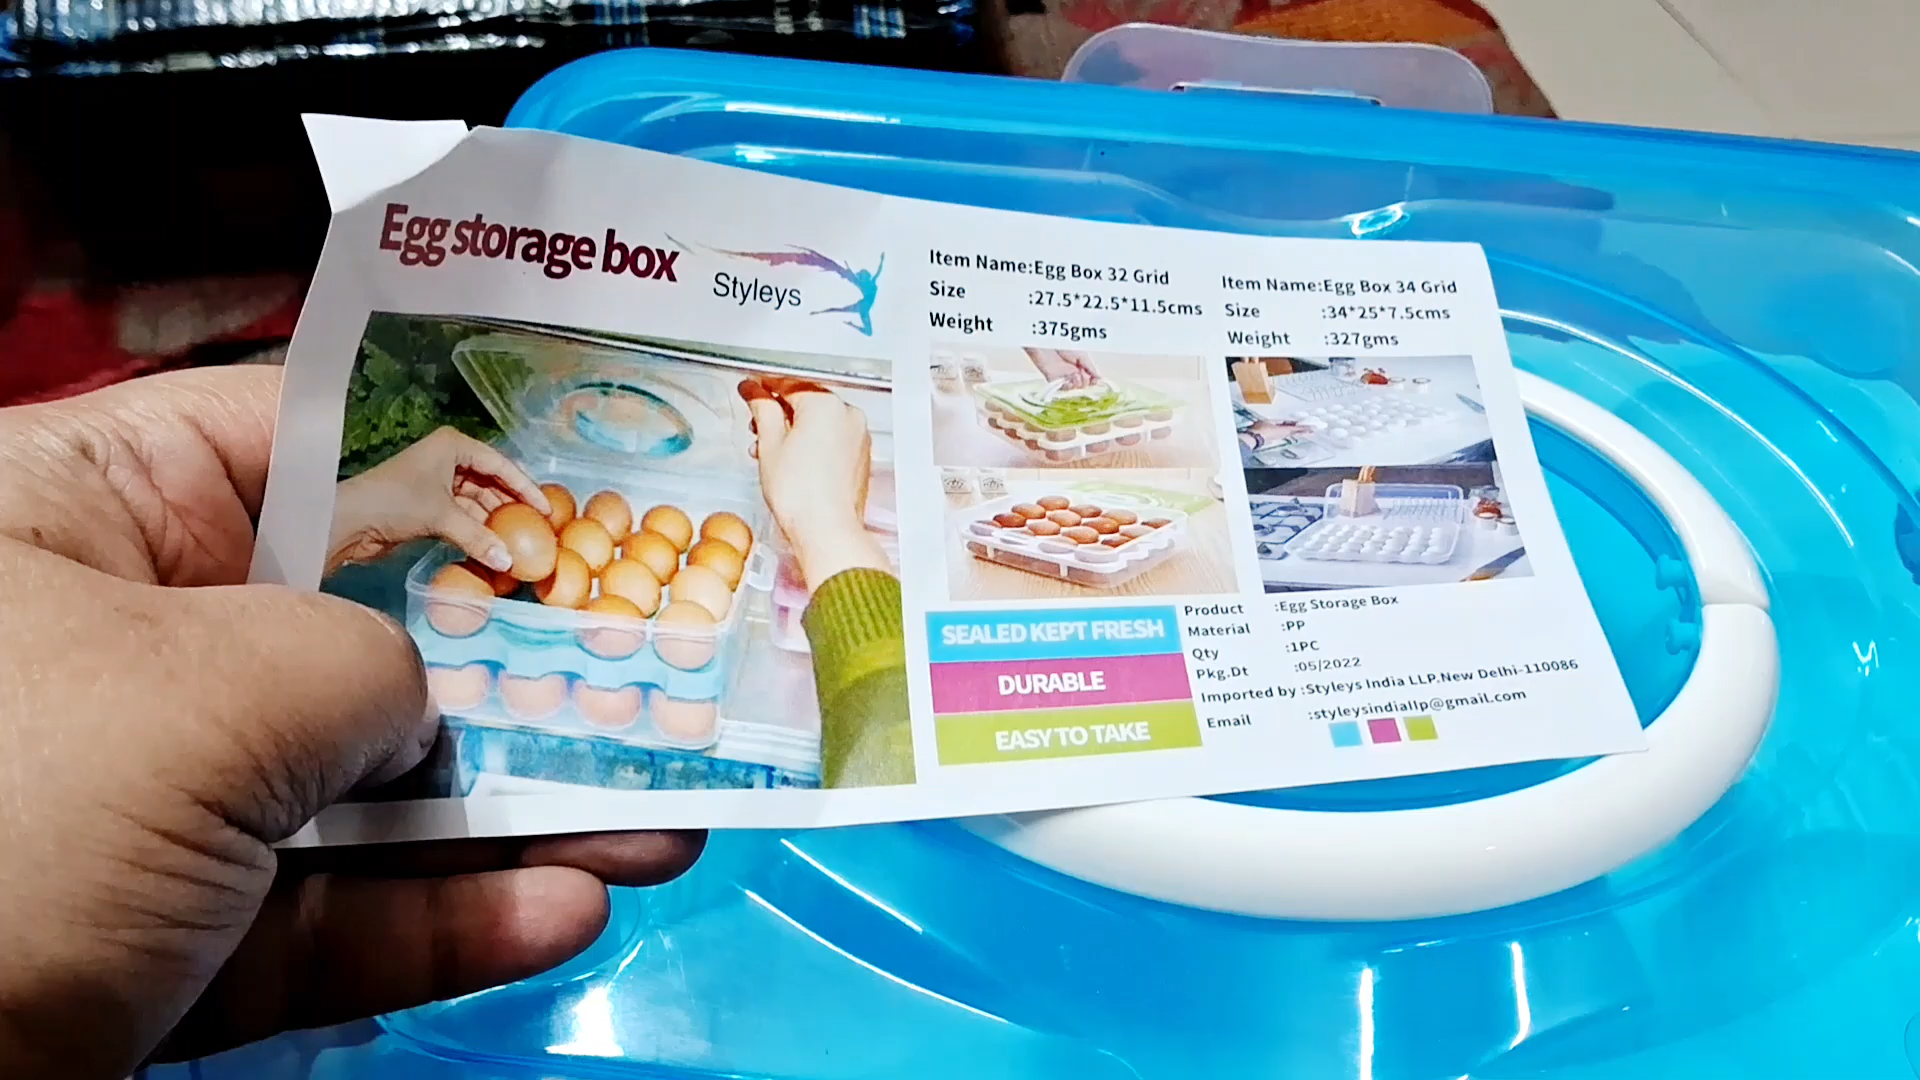 Egg storage box
Styleys
Item Name:Egg Box 32 Grid
Size :27.5*22.5*11.5cms
Weight :375gms
Item Name:Egg Box 34 Grid
Size :34*25*7.5cms
Weight :327gms
SEALED KEPT FRESH
DURABLE
EASY TO TAKE
Product :Egg Storage Box
Material :PP
Qty :1PC
Pkg.Dt :05/2022
Imported by :Styleys India LLP,New Delhi-110086
Email :styleysindiallp@gmail.com